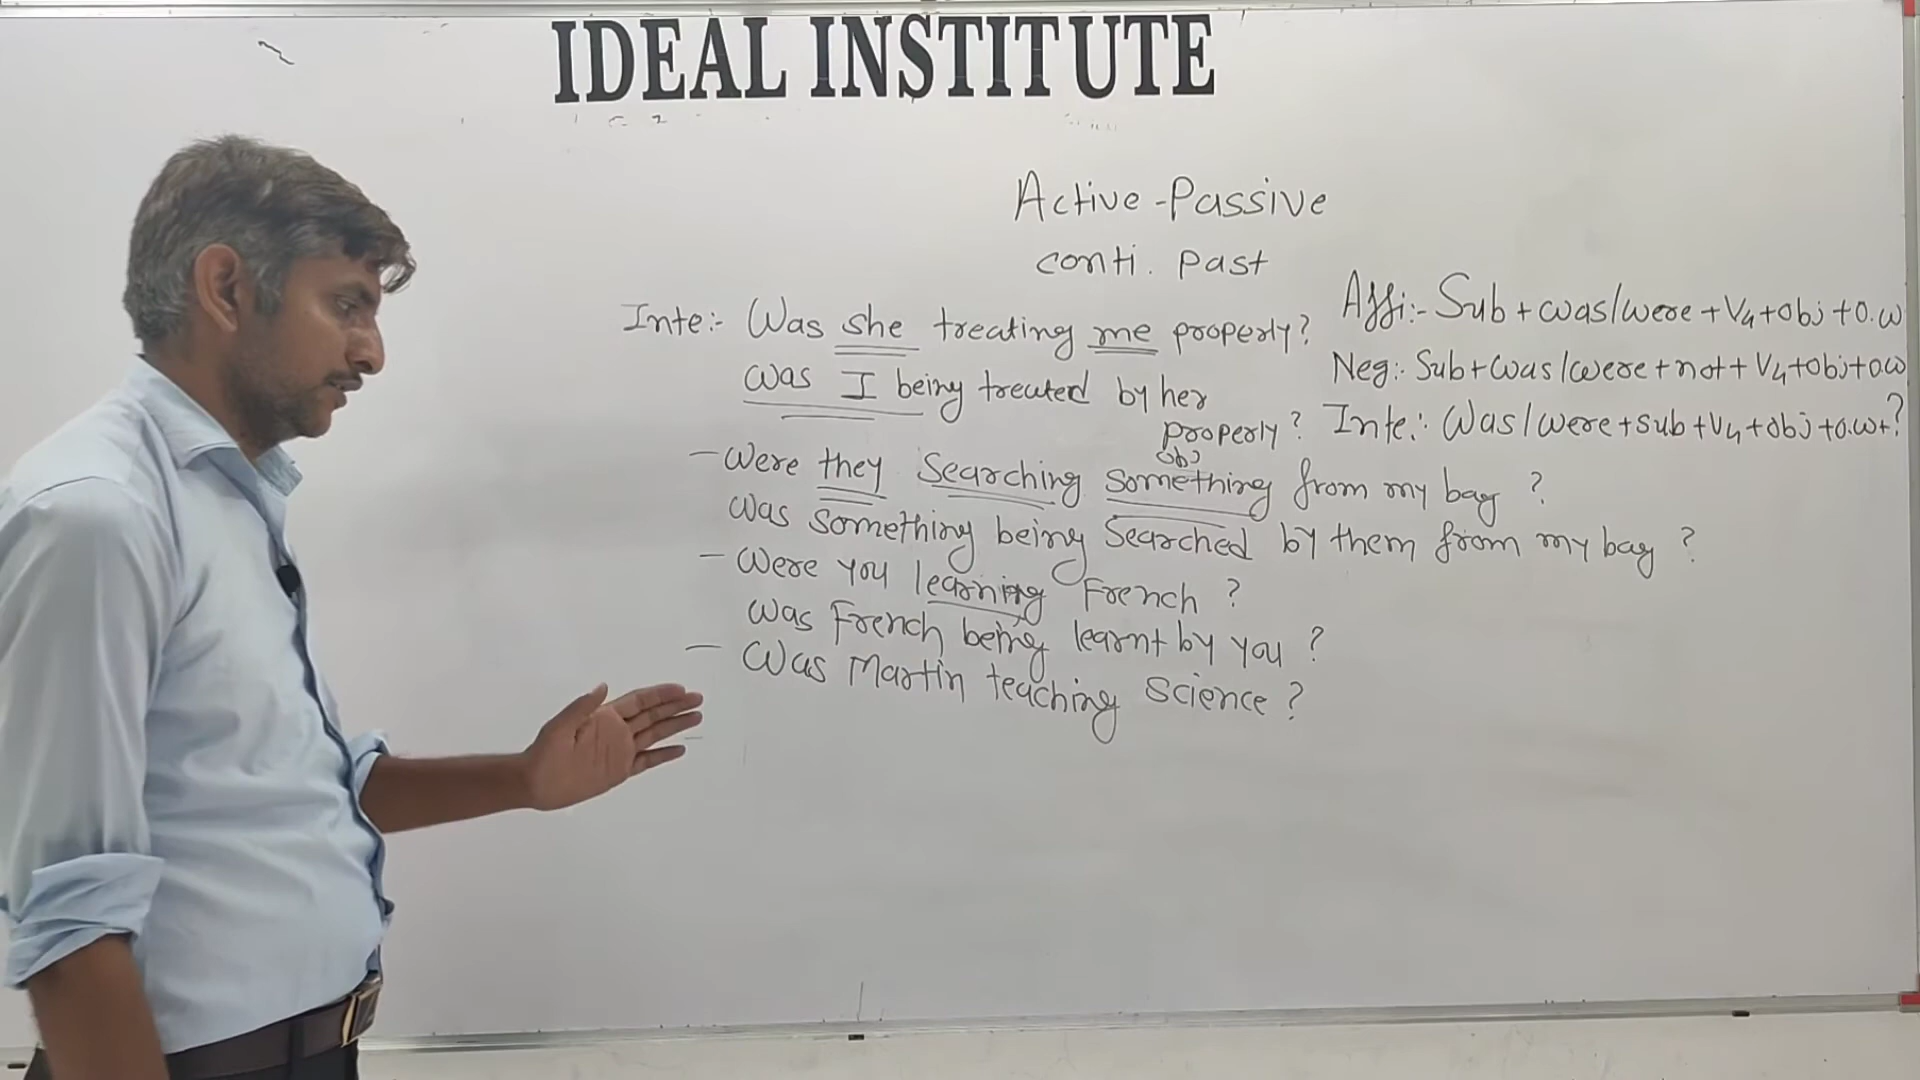 IDEAL INSTITUTE
Active-Passive
conti. Past
Affi:- Sub + was/were + V4 + Obj + O.W
Inte:- Was she treating me properly?
Neg:- Sub + was/were + not + V4 + Obj + O.W
Was I being treated by her
properly?
Inte:- Was/were + sub + V4 + Obj + O.W + ?
obj
- Were they Searching Something from my bag ?
Was Something being Searched by them from my bag ?
- Were you learning French ?
Was French being learnt by you ?
- Was Martin teaching Science ?